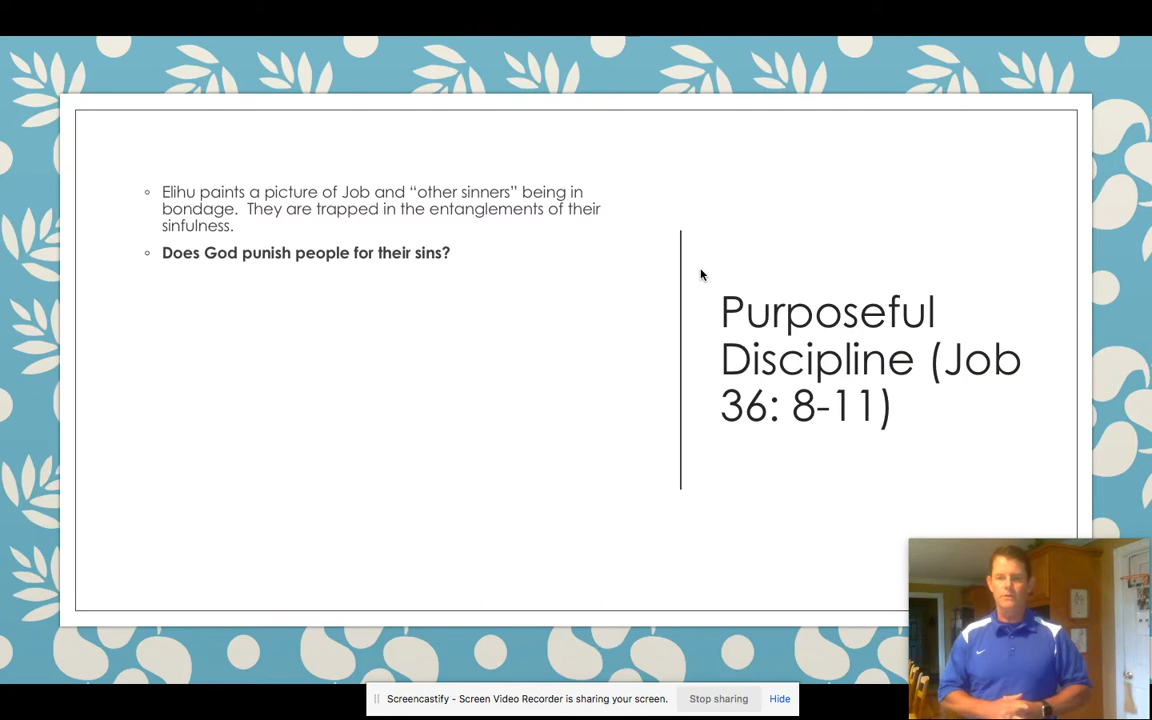 Elihu paints a picture of Job and “other sinners” being in
bondage.  They are trapped in the entanglements of their
sinfulness.
Does God punish people for their sins?
Purposeful
Discipline (Job
36: 8-11)
Screencastify - Screen Video Recorder is sharing your screen.
Stop sharing
Hide